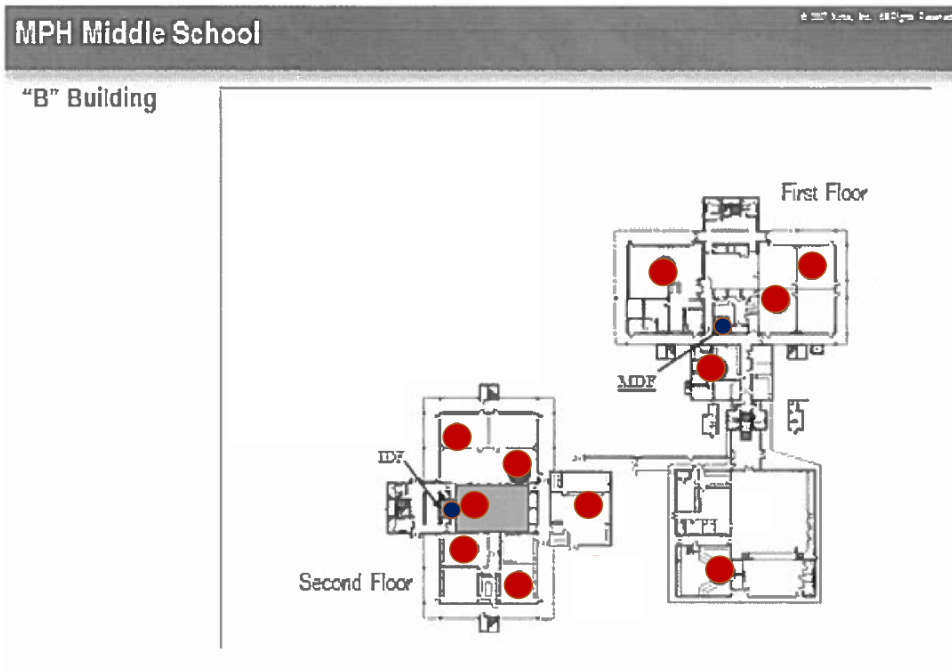 MPH Middle School
"B" Building
First Floor
MDF
IDF
Second Floor